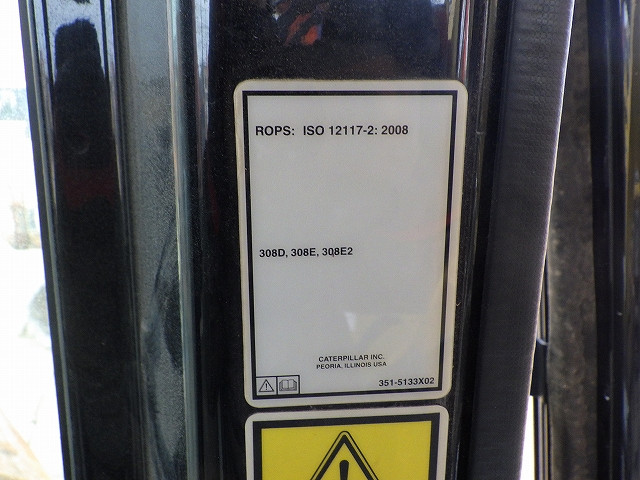 ROPS: ISO 12117-2: 2008
308D, 308E, 308E2
CATERPILLAR INC.
PEORIA, ILLINOIS USA
351-5133X02